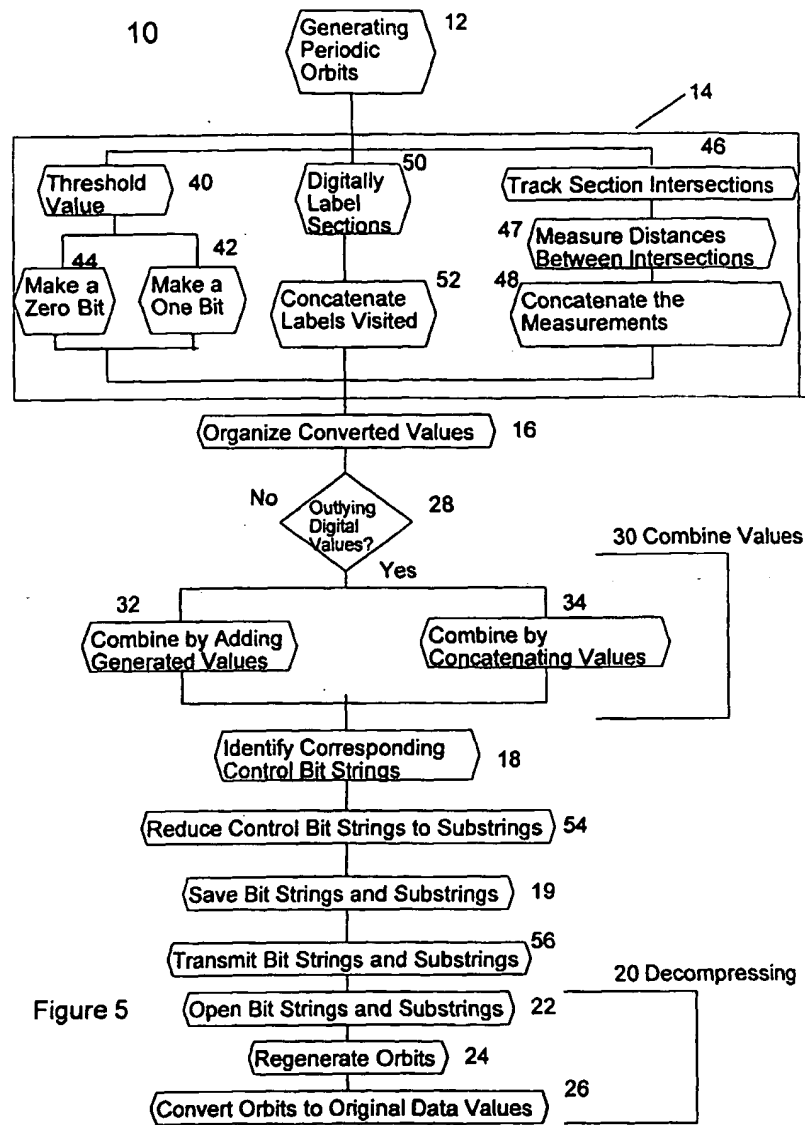 10
12
Generating
Periodic
Orbits
14
46
50
40
Threshold
Value
Digitally
Label
Sections
Track Section Intersections
47
Measure Distances
Between Intersections
42
44
Make a
Zero Bit
Make a
One Bit
52
Concatenate
Labels Visited
48
Concatenate the
Measurements
Organize Converted Values
16
No
Outlying
Digital
Values?
28
Yes
30 Combine Values
32
Combine by Adding
Generated Values
34
Combine by
Concatenating Values
Identify Corresponding
Control Bit Strings
18
Reduce Control Bit Strings to Substrings
54
Save Bit Strings and Substrings
19
Transmit Bit Strings and Substrings
56
20 Decompressing
Figure 5
Open Bit Strings and Substrings
22
Regenerate Orbits
24
Convert Orbits to Original Data Values
26